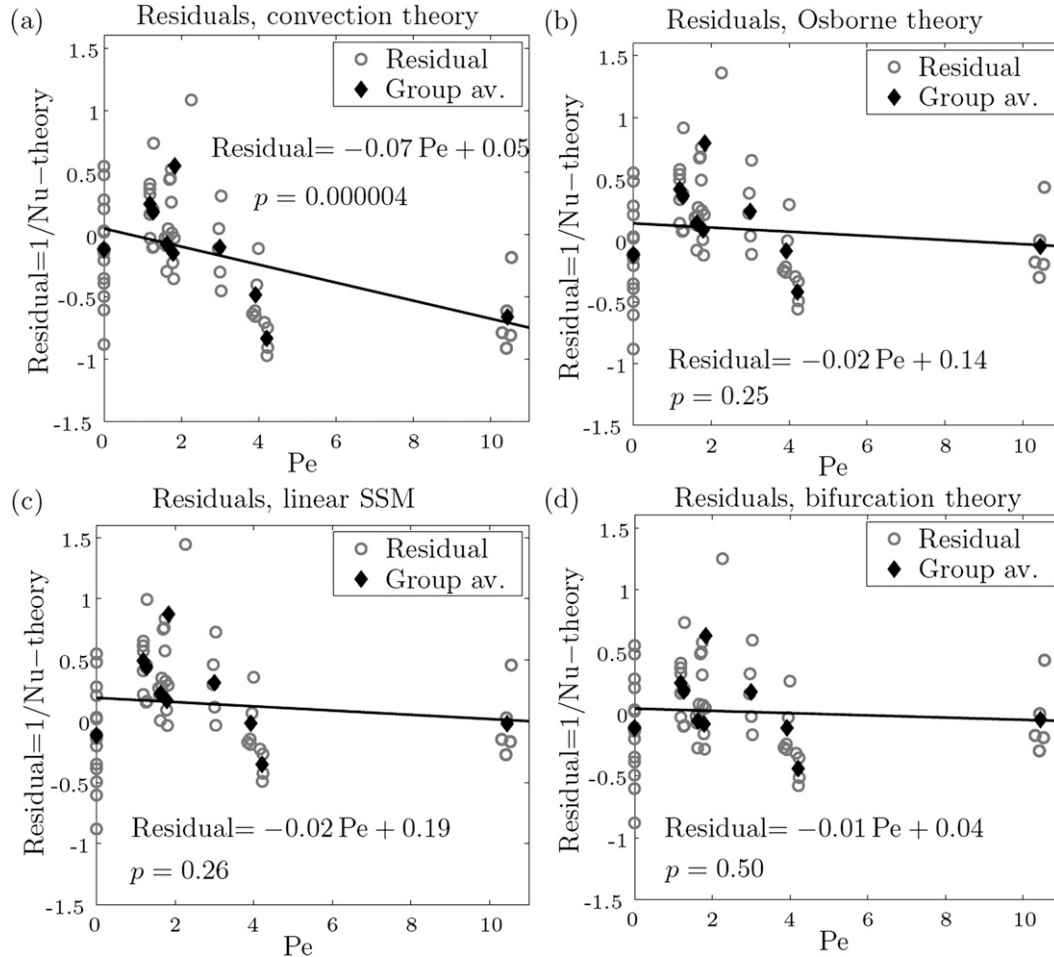 (a) Residuals, convection theory
Residual=1/Nu−theory
1.5
1
0.5
0
-0.5
-1
-1.5
Residual
Group av.
Residual= −0.07 Pe + 0.05
p = 0.000004
0 2 4 6 8 10
Pe
(b) Residuals, Osborne theory
Residual=1/Nu−theory
1.5
1
0.5
0
-0.5
-1
-1.5
Residual
Group av.
Residual= −0.02 Pe + 0.14
p = 0.25
0 2 4 6 8 10
Pe
(c) Residuals, linear SSM
Residual=1/Nu−theory
1.5
1
0.5
0
-0.5
-1
-1.5
Residual
Group av.
Residual= −0.02 Pe + 0.19
p = 0.26
0 2 4 6 8 10
Pe
(d) Residuals, bifurcation theory
Residual=1/Nu−theory
1.5
1
0.5
0
-0.5
-1
-1.5
Residual
Group av.
Residual= −0.01 Pe + 0.04
p = 0.50
0 2 4 6 8 10
Pe